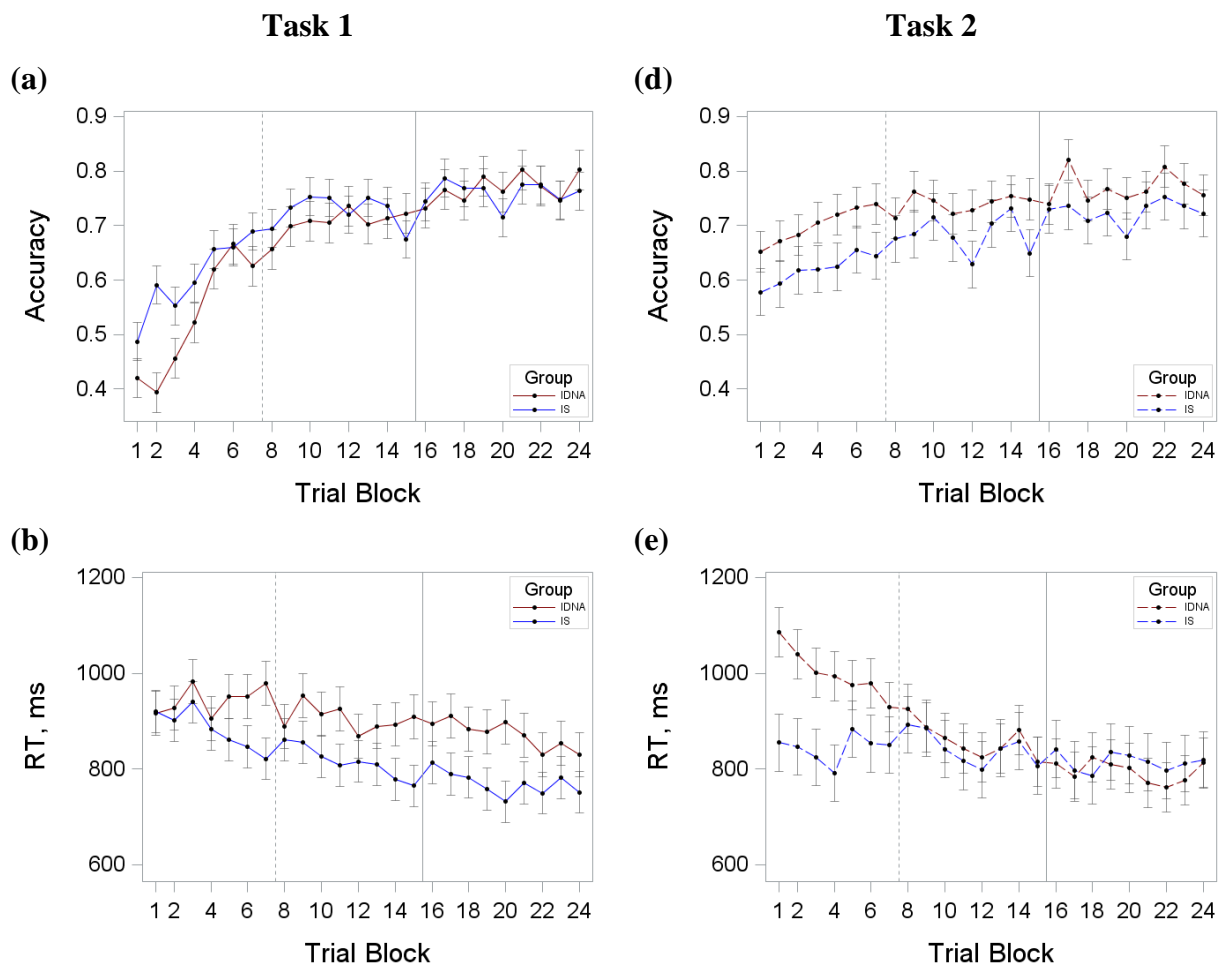 Task 1
Task 2
(a)
0.9
0.8
0.7
0.6
0.5
0.4
Accuracy
Group
IDNA
IS
1 2 4 6 8 10 12 14 16 18 20 22 24
Trial Block
(d)
0.9
0.8
0.7
0.6
0.5
0.4
Accuracy
Group
IDNA
IS
1 2 4 6 8 10 12 14 16 18 20 22 24
Trial Block
(b)
1200
1000
800
600
RT, ms
Group
IDNA
IS
1 2 4 6 8 10 12 14 16 18 20 22 24
Trial Block
(e)
1200
1000
800
600
RT, ms
Group
IDNA
IS
1 2 4 6 8 10 12 14 16 18 20 22 24
Trial Block